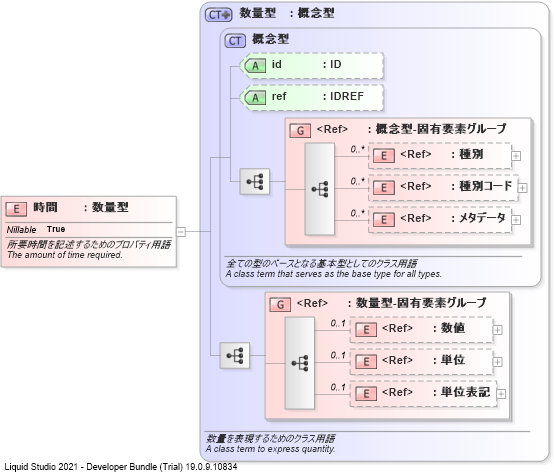 CT 数量型 : 概念型
CT 概念型
A id : ID
A ref : IDREF
G <Ref> : 概念型-固有要素グループ
0..* E <Ref> : 種別
0..* E <Ref> : 種別コード
0..* E <Ref> : メタデータ
E 時間 : 数量型
Nillable True
所要時間を記述するためのプロパティ用語
The amount of time required.
全ての型のベースとなる基本型としてのクラス用語
A class term that serves as the base type for all types.
G <Ref> : 数量型-固有要素グループ
0..1 E <Ref> : 数値
0..1 E <Ref> : 単位
0..1 E <Ref> : 単位表記
数量を表現するためのクラス用語
A class term to express quantity.
Liquid Studio 2021 - Developer Bundle (Trial) 19.0.9.10834